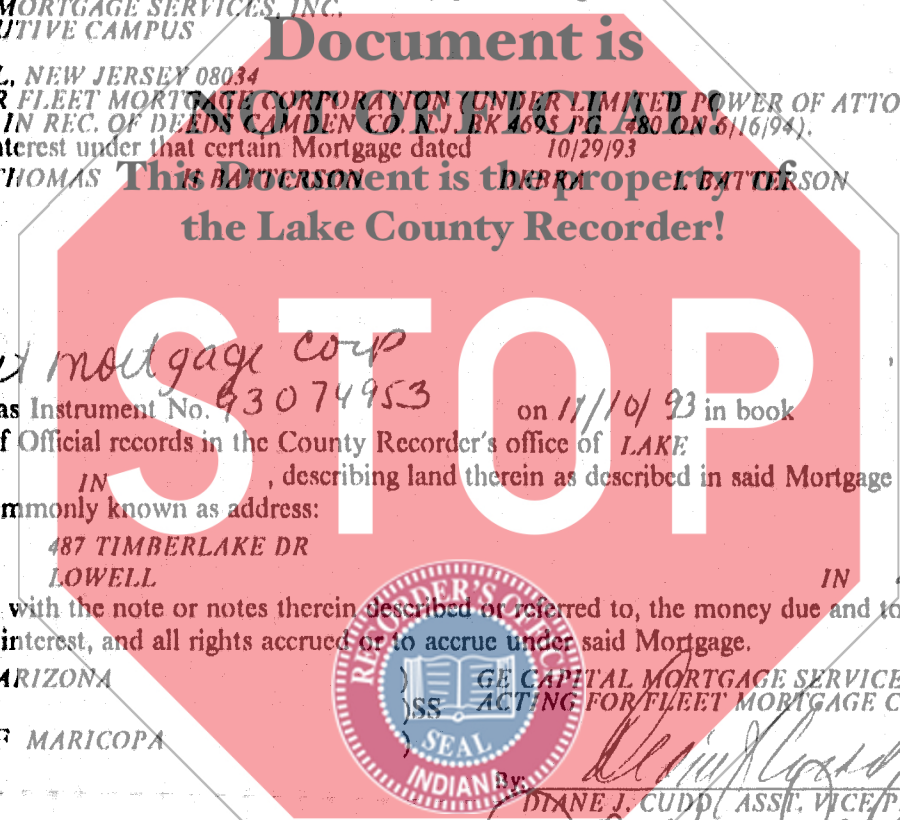 MORTGAGE SERVICES, INC.
UTIVE CAMPUS
Document is
L, NEW JERSEY 08034
R FLEET MORTGAGE CORPORATION (UNDER LIMITED POWER OF ATTO
NOT OFFICIAL!
IN REC. OF DEEDS CAMDEN CO. N.J. BK 4695 PG 480 ON 6/16/94).
nterest under that certain Mortgage dated 10/29/93
THOMAS H BATTERSON DEBRA L BATTERSON
This Document is the property of
the Lake County Recorder!
STOP
mortgage corp
as Instrument No. 93074953 on 11/10/93 in book
f Official records in the County Recorder's office of LAKE
IN , describing land therein as described in said Mortgage
mmonly known as address:
487 TIMBERLAKE DR
LOWELL IN
with the note or notes therein described or referred to, the money due and to
interest, and all rights accrued or to accrue under said Mortgage.
ARIZONA ) GE CAPITAL MORTGAGE SERVICE
)SS ACTING FOR FLEET MORTGAGE C
F MARICOPA )
RECORDER'S OFFICE
SEAL
INDIANA
By:
DIANE J. CUDD ASST. VICE P